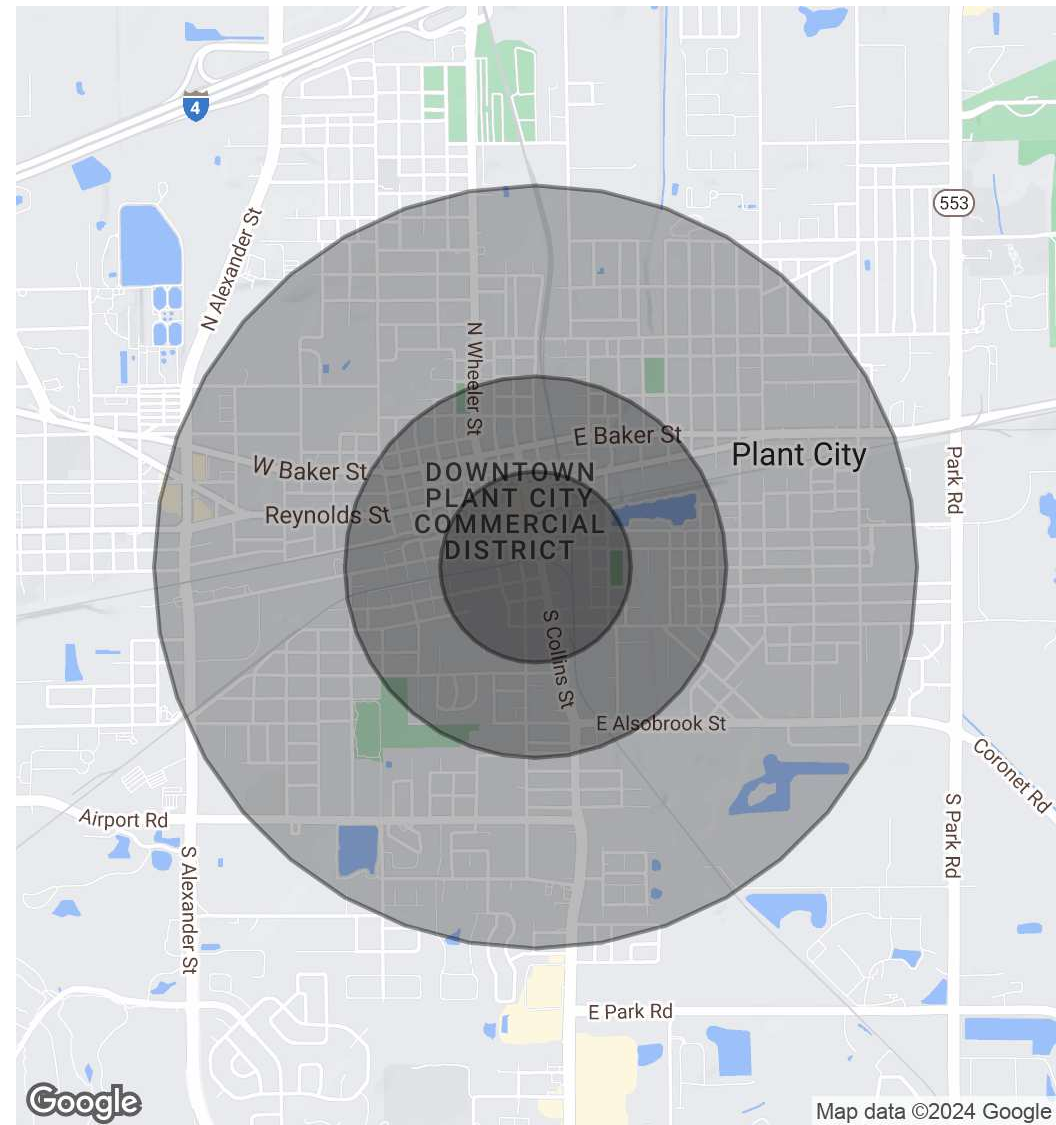 4
553
N Alexander St
N Wheeler St
E Baker St
Plant City
W Baker St
DOWNTOWN
PLANT CITY
COMMERCIAL
DISTRICT
Reynolds St
Park Rd
S Collins St
E Alsobrook St
Coronet Rd
Airport Rd
S Park Rd
S Alexander St
E Park Rd
Google
Map data ©2024 Google